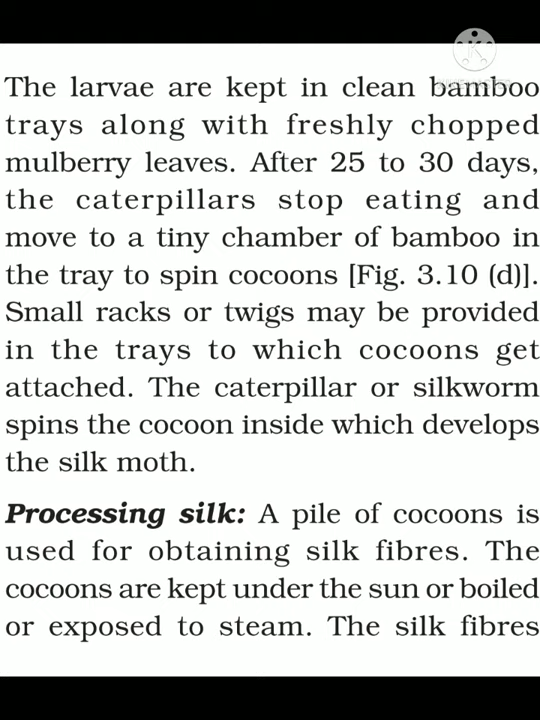 The larvae are kept in clean bamboo
trays along with freshly chopped
mulberry leaves. After 25 to 30 days,
the caterpillars stop eating and
move to a tiny chamber of bamboo in
the tray to spin cocoons [Fig. 3.10 (d)].
Small racks or twigs may be provided
in the trays to which cocoons get
attached. The caterpillar or silkworm
spins the cocoon inside which develops
the silk moth.
Processing silk: A pile of cocoons is
used for obtaining silk fibres. The
cocoons are kept under the sun or boiled
or exposed to steam. The silk fibres